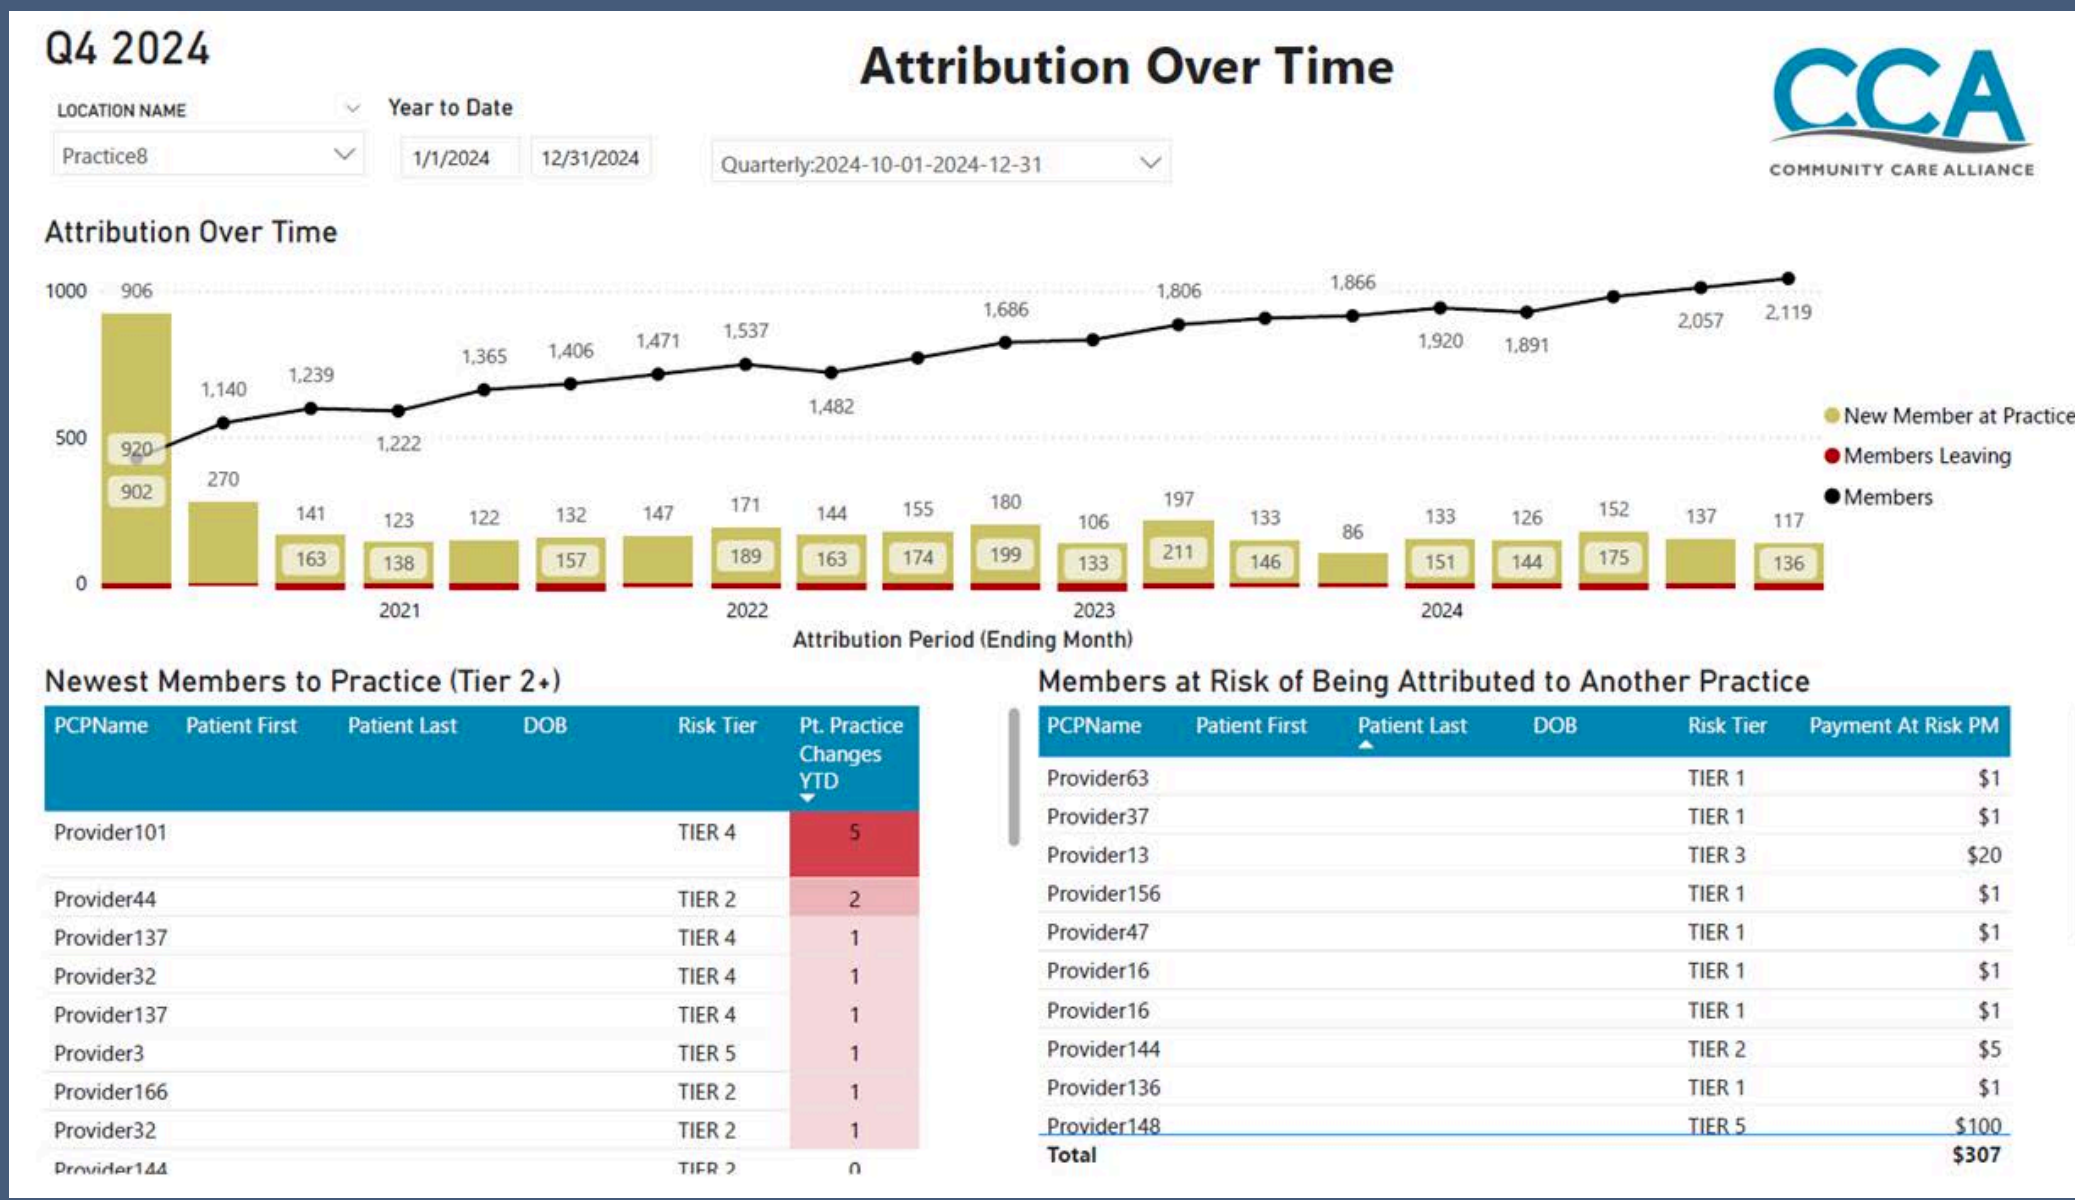 Q4 2024
Attribution Over Time
CCA
COMMUNITY CARE ALLIANCE
LOCATION NAME
Practice8
Year to Date
1/1/2024 12/31/2024
Quarterly:2024-10-01-2024-12-31
Attribution Over Time
1000
500
0
906 1,140 1,239 1,222 1,365 1,406 1,471 1,537 1,482 1,686 1,806 1,866 1,920 1,891 2,057 2,119
920
902
270 141 123 122 132 147 171 144 155 180 106 197 133 86 133 126 152 137 117
163 138 157 189 163 174 199 133 211 146 151 144 175 136
2021 2022 2023 2024
Attribution Period (Ending Month)
New Member at Practice
Members Leaving
Members
Newest Members to Practice (Tier 2+)
PCPName Patient First Patient Last DOB Risk Tier Pt. Practice Changes YTD
Provider101 TIER 4 5
Provider44 TIER 2 2
Provider137 TIER 4 1
Provider32 TIER 4 1
Provider137 TIER 4 1
Provider3 TIER 5 1
Provider166 TIER 2 1
Provider32 TIER 2 1
Provider144 TIER 2 0
Members at Risk of Being Attributed to Another Practice
PCPName Patient First Patient Last DOB Risk Tier Payment At Risk PM
Provider63 TIER 1 $1
Provider37 TIER 1 $1
Provider13 TIER 3 $20
Provider156 TIER 1 $1
Provider47 TIER 1 $1
Provider16 TIER 1 $1
Provider16 TIER 1 $1
Provider144 TIER 2 $5
Provider136 TIER 1 $1
Provider148 TIER 5 $100
Total $307